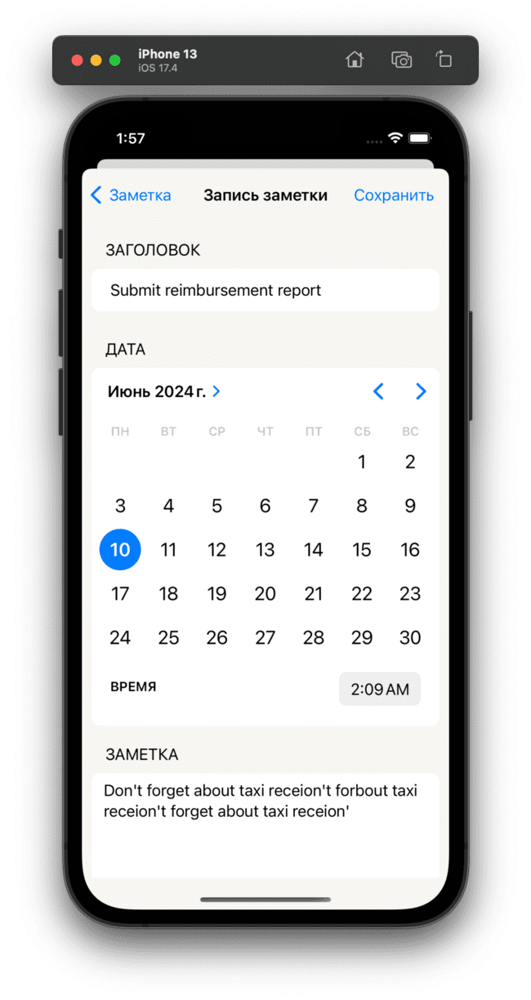 iPhone 13
iOS 17.4
1:57
Заметка Запись заметки Сохранить
ЗАГОЛОВОК
Submit reimbursement report
ДАТА
Июнь 2024 г.
ПН ВТ СР ЧТ ПТ СБ ВС
1 2
3 4 5 6 7 8 9
10 11 12 13 14 15 16
17 18 19 20 21 22 23
24 25 26 27 28 29 30
ВРЕМЯ 2:09 AM
ЗАМЕТКА
Don't forget about taxi receion't forbout taxi
receion't forget about taxi receion'